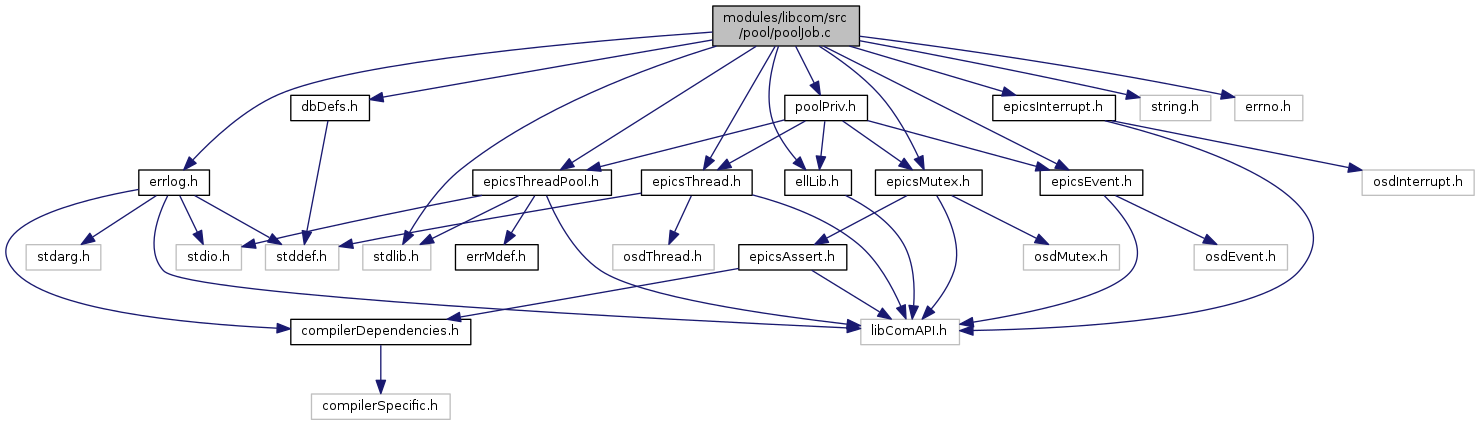 modules/libcom/src
/pool/poolJob.c
dbDefs.h
poolPriv.h
epicsInterrupt.h
string.h
errno.h
errlog.h
epicsThreadPool.h
epicsThread.h
ellLib.h
epicsMutex.h
epicsEvent.h
osdInterrupt.h
stdarg.h
stdio.h
stddef.h
stdlib.h
errMdef.h
osdThread.h
epicsAssert.h
osdMutex.h
osdEvent.h
compilerDependencies.h
libComAPI.h
compilerSpecific.h